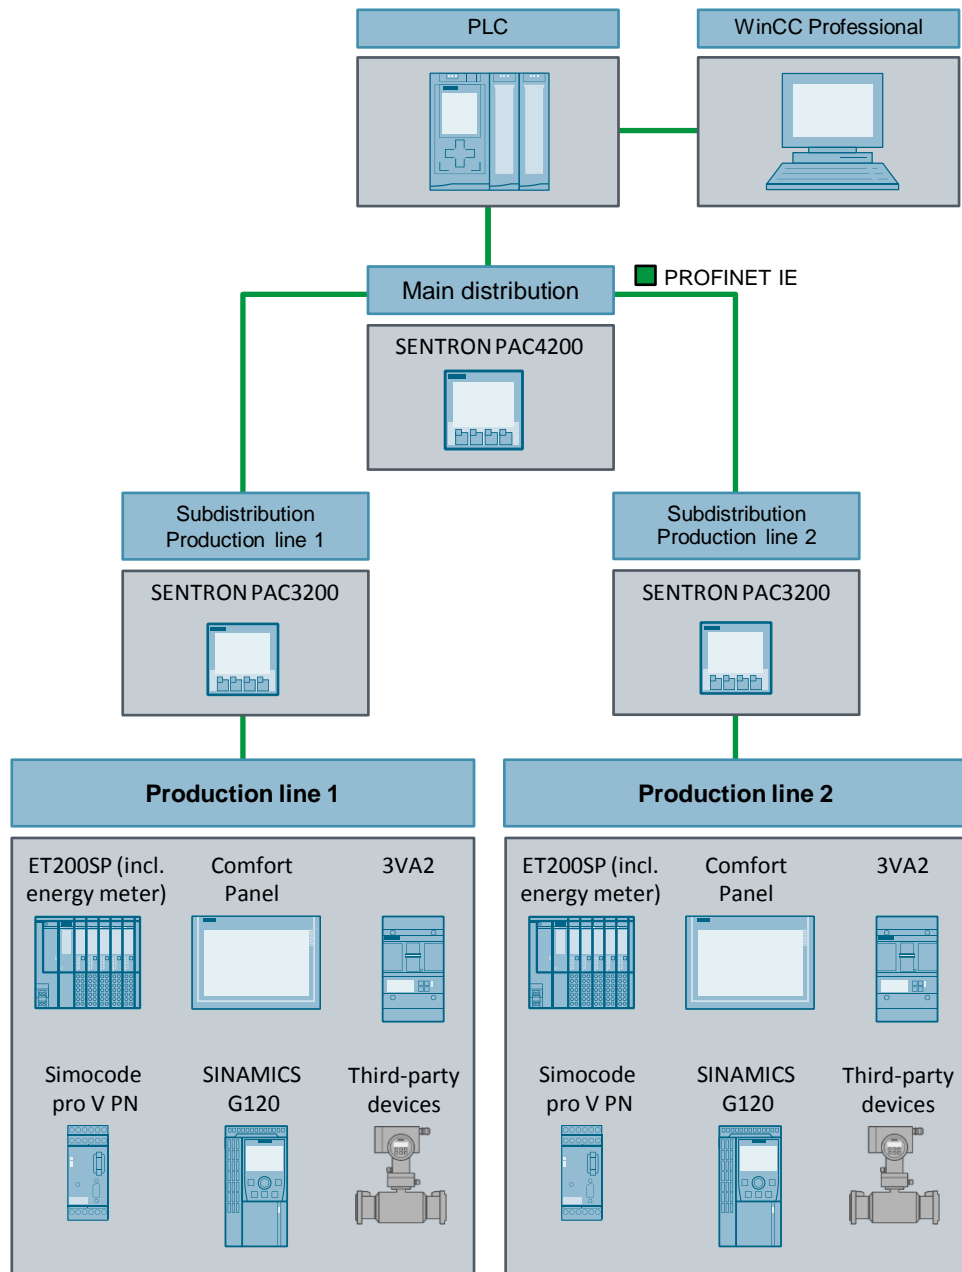 PLC
WinCC Professional
Main distribution
PROFINET IE
SENTRON PAC4200
Subdistribution
Production line 1
Subdistribution
Production line 2
SENTRON PAC3200
SENTRON PAC3200
Production line 1
Production line 2
ET200SP (incl.
energy meter)
Comfort
Panel
3VA2
ET200SP (incl.
energy meter)
Comfort
Panel
3VA2
Simocode
pro V PN
SINAMICS
G120
Third-party
devices
Simocode
pro V PN
SINAMICS
G120
Third-party
devices